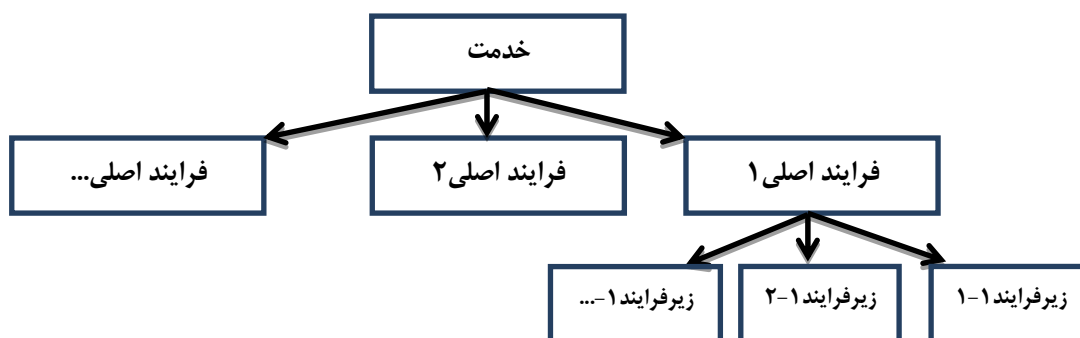 خدمت
فرایند اصلی۱
فرایند اصلی۲
فرایند اصلی...
زیرفرایند۱-۱
زیرفرایند۱-۲
زیرفرایند۱-...